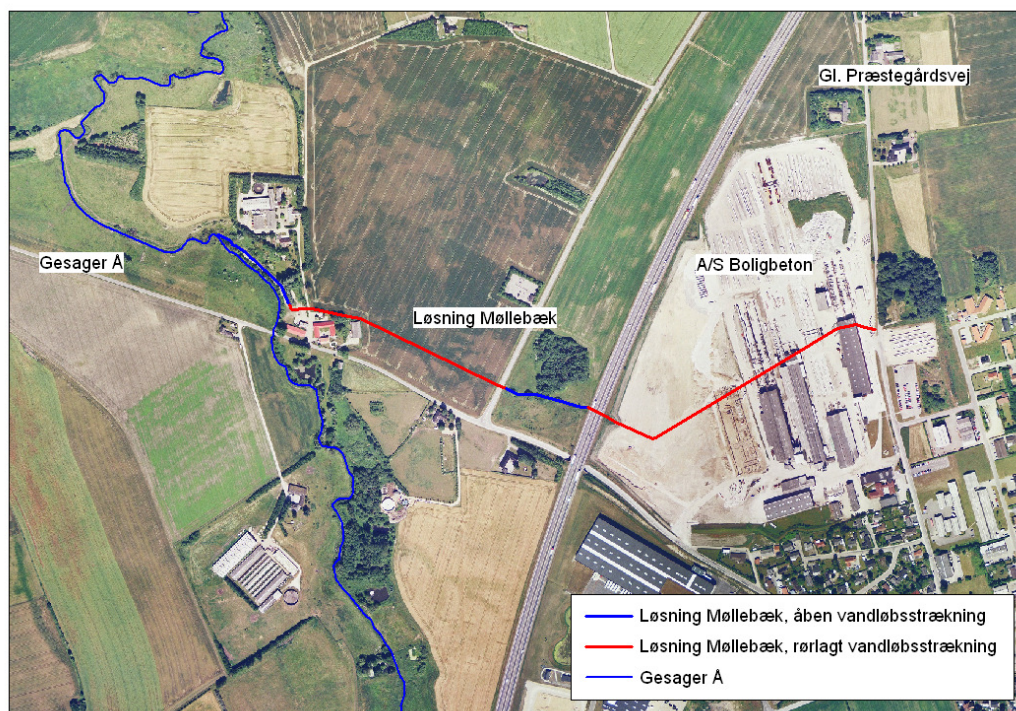 Gl. Præstegårdsvej
Gesager Å
A/S Boligbeton
Løsning Møllebæk
Løsning Møllebæk, åben vandløbsstrækning
Løsning Møllebæk, rørlagt vandløbsstrækning
Gesager Å